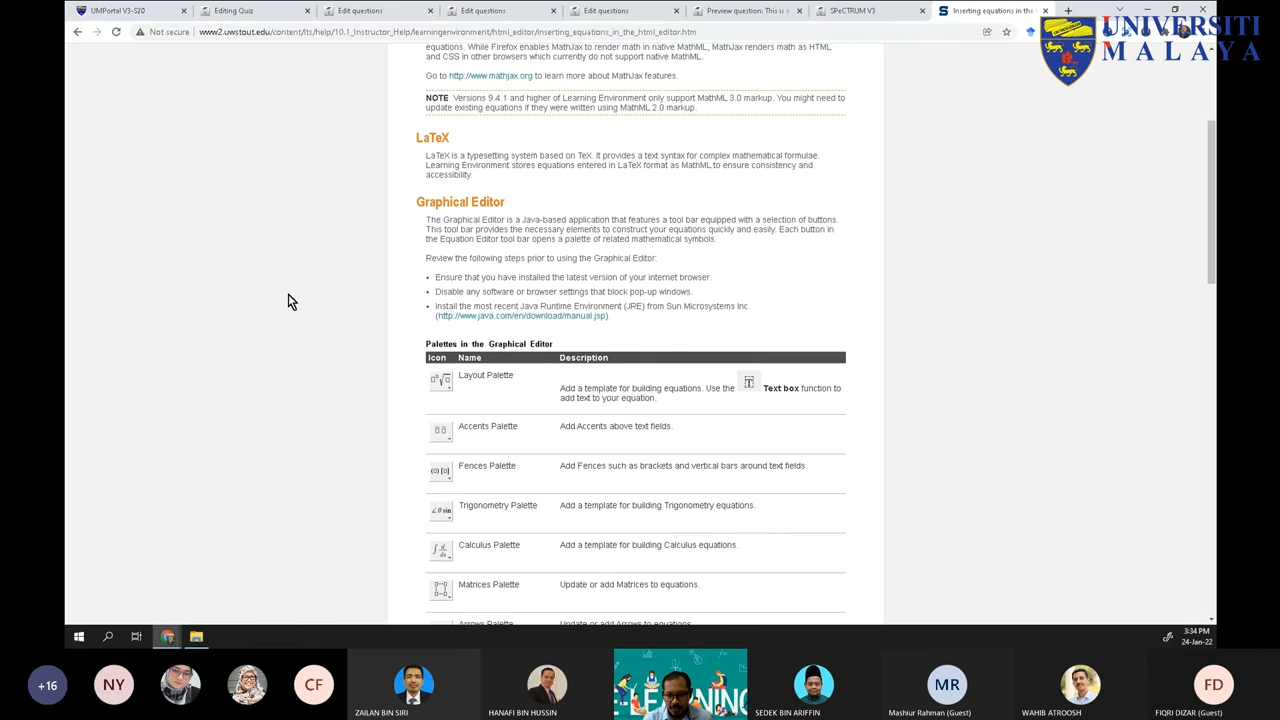 UMPortal V3-S20
Editing Quiz
Edit questions
Edit questions
Edit questions
Preview question: This is
SPeCTRUM V3
Inserting equations in the
Not secure
www2.uwstout.edu/content/lts/help/10.1_instructor_Help/learningenvironment/html_editor/inserting_equations_in_the_html_editor.htm
UNIVERSITI
MALAYA
equations. While Firefox enables MathJax to render math in native MathML, MathJax renders math as HTML
and CSS in other browsers which currently do not support native MathML.
Go to http://www.mathjax.org to learn more about MathJax features.
NOTE Versions 9.4.1 and higher of Learning Environment only support MathML 3.0 markup. You might need to
update existing equations if they were written using MathML 2.0 markup.
LaTeX
LaTeX is a typesetting system based on TeX. It provides a text syntax for complex mathematical formulae.
Learning Environment stores equations entered in LaTeX format as MathML to ensure consistency and
accessibility.
Graphical Editor
The Graphical Editor is a Java-based application that features a tool bar equipped with a selection of buttons.
This tool bar provides the necessary elements to construct your equations quickly and easily. Each button in
the Equation Editor tool bar opens a palette of related mathematical symbols.
Review the following steps prior to using the Graphical Editor:
• Ensure that you have installed the latest version of your internet browser.
• Disable any software or browser settings that block pop-up windows.
• Install the most recent Java Runtime Environment (JRE) from Sun Microsystems Inc.
(http://www.java.com/en/download/manual.jsp).
Palettes in the Graphical Editor
Icon Name Description
Layout Palette
Add a template for building equations. Use the T Text box function to
add text to your equation.
Accents Palette Add Accents above text fields.
Fences Palette Add Fences such as brackets and vertical bars around text fields.
Trigonometry Palette Add a template for building Trigonometry equations.
Calculus Palette Add a template for building Calculus equations.
Matrices Palette Update or add Matrices to equations.
Arrows Palette Update or add Arrows to equations.
3:34 PM
24-Jan-22
+16
NY
CF
ZAILAN BIN SIRI
HANAFI BIN HUSSIN
E-LEARNING
SEDEK BIN ARIFFIN
MR
Mashiur Rahman (Guest)
WAHIB ATROOSH
FD
FIQRI DIZAR (Guest)